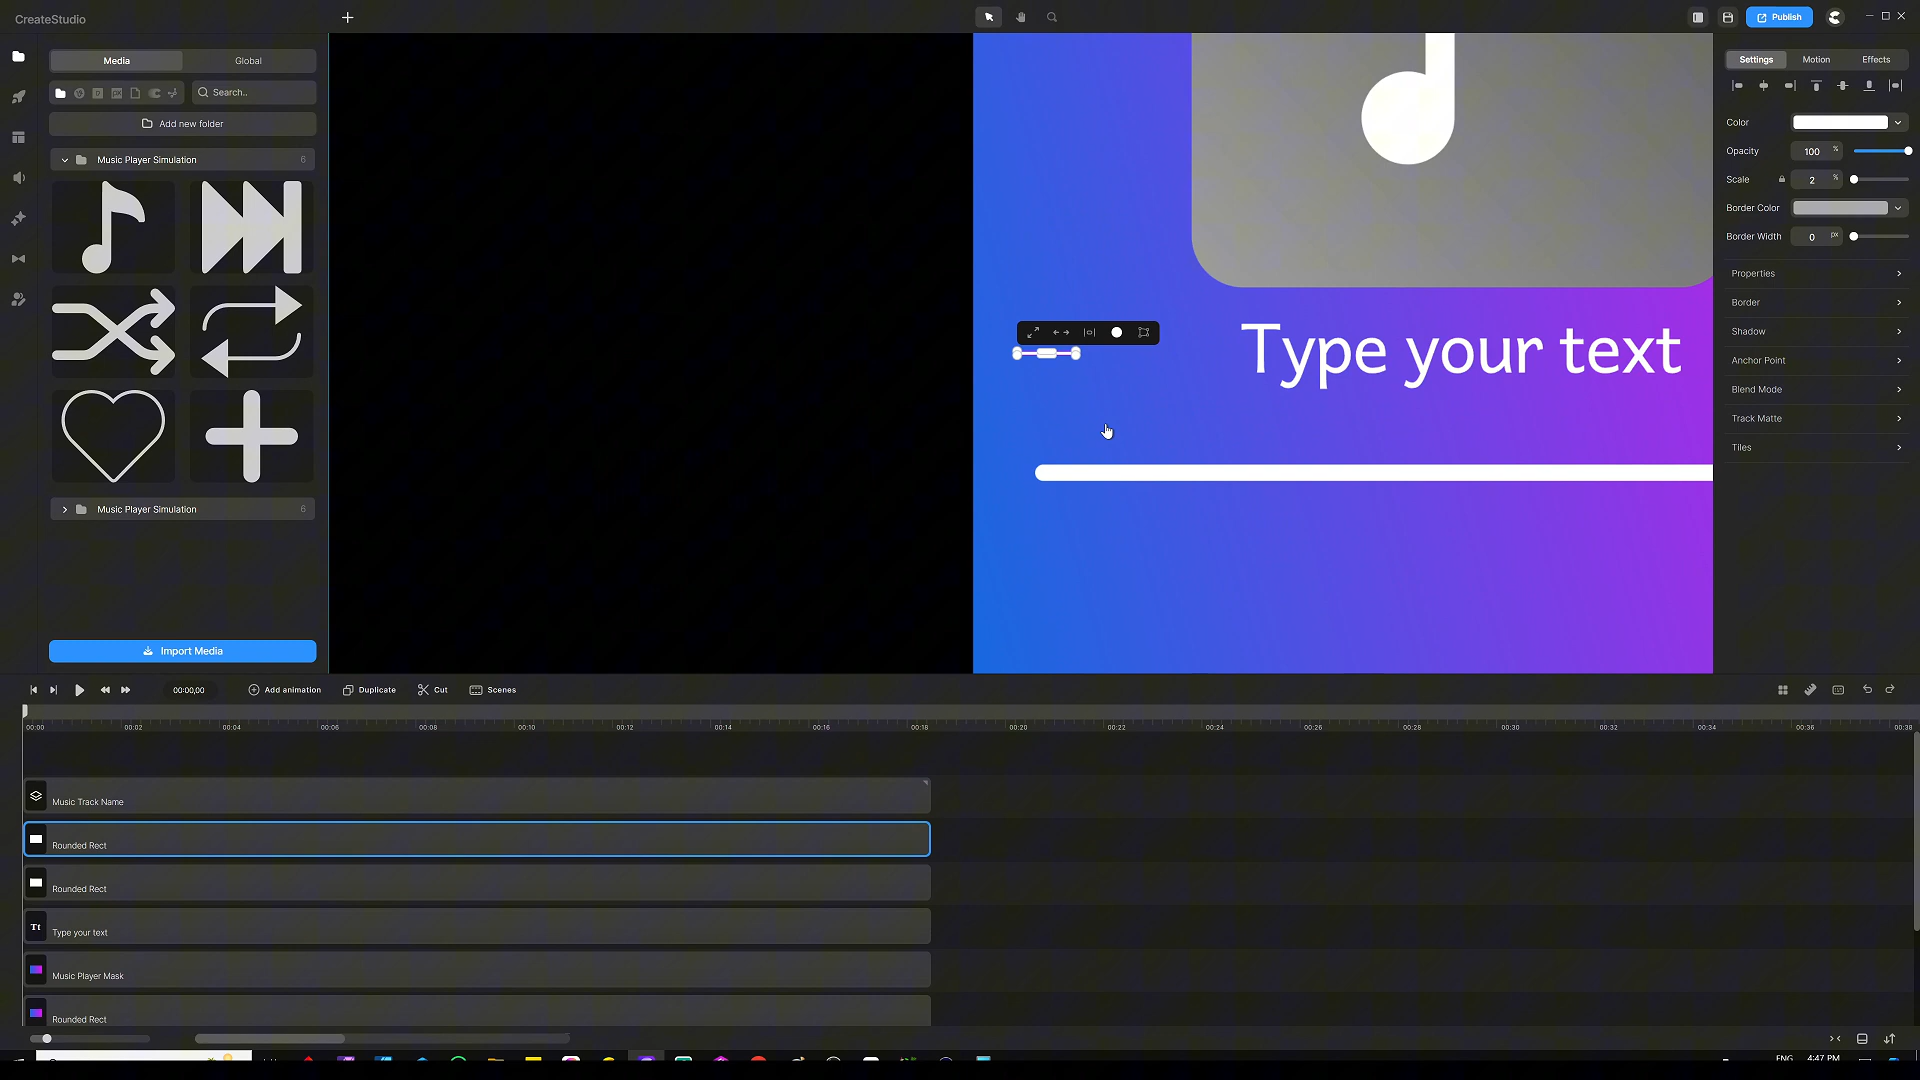 CreateStudio
Publish
Media
Global
Search..
Add new folder
Music Player Simulation 6
Music Player Simulation 6
Import Media
Type your text
Settings
Motion
Effects
Color
Opacity 100 %
Scale 2 %
Border Color
Border Width 0 px
Properties
Border
Shadow
Anchor Point
Blend Mode
Track Matte
Tiles
00:00,00
Add animation
Duplicate
Cut
Scenes
00:00 00:02 00:04 00:06 00:08 00:10 00:12 00:14 00:16 00:18 00:20 00:22 00:24 00:26 00:28 00:30 00:32 00:34 00:36 00:38
Music Track Name
Rounded Rect
Rounded Rect
Tt
Type your text
Music Player Mask
Rounded Rect
ENG 4:47 PM